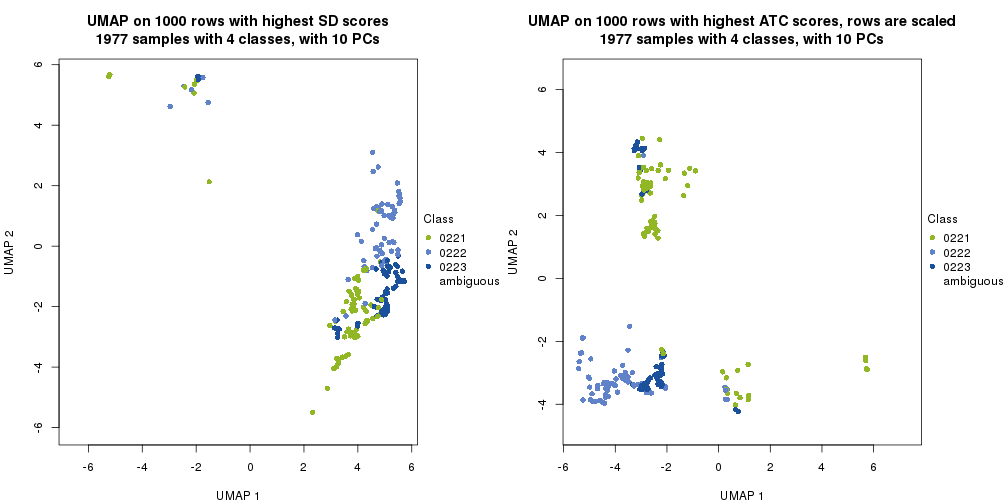 UMAP on 1000 rows with highest SD scores
1977 samples with 4 classes, with 10 PCs
6
4
2
0
-2
-4
-6
UMAP 2
-6
-4
-2
0
2
4
6
UMAP 1
Class
0221
0222
0223
ambiguous
UMAP on 1000 rows with highest ATC scores, rows are scaled
1977 samples with 4 classes, with 10 PCs
6
4
2
0
-2
-4
UMAP 2
-6
-4
-2
0
2
4
6
UMAP 1
Class
0221
0222
0223
ambiguous